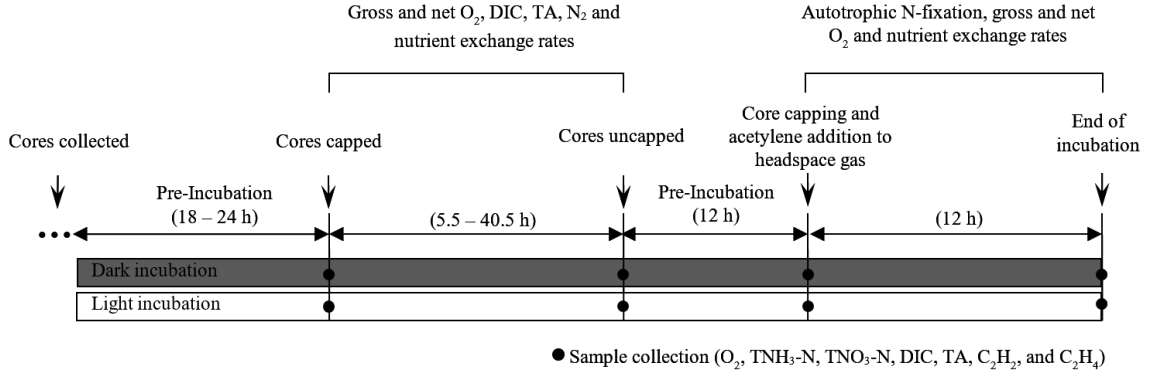 Gross and net O₂, DIC, TA, N₂ and
nutrient exchange rates
Autotrophic N-fixation, gross and net
O₂ and nutrient exchange rates
Cores collected
Cores capped
Cores uncapped
Core capping and
acetylene addition to
headspace gas
End of
incubation
Pre-Incubation
(18 – 24 h)
(5.5 – 40.5 h)
Pre-Incubation
(12 h)
(12 h)
Dark incubation
Light incubation
Sample collection (O₂, TNH₃-N, TNO₃-N, DIC, TA, C₂H₂, and C₂H₄)